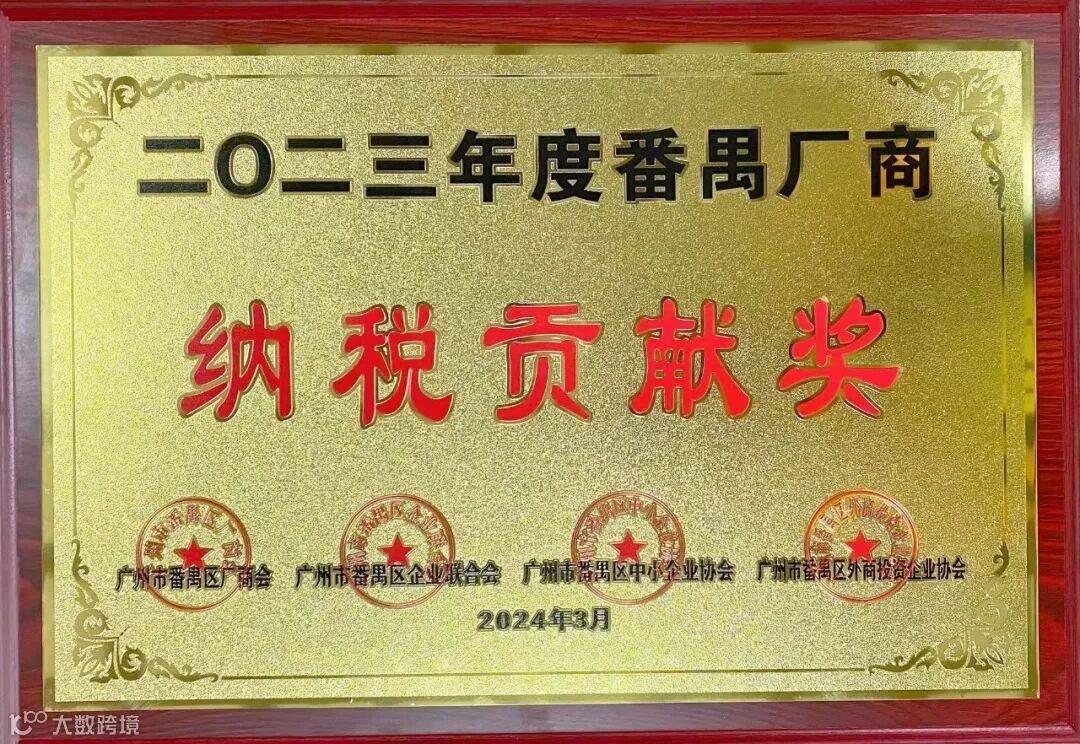 二O二三年度番禺厂商
纳税贡献奖
广州市番禺区厂商会 广州市番禺区企业联合会 广州市番禺区中小企业协会 广州市番禺区外商投资企业协会
2024年3月
大数跨境